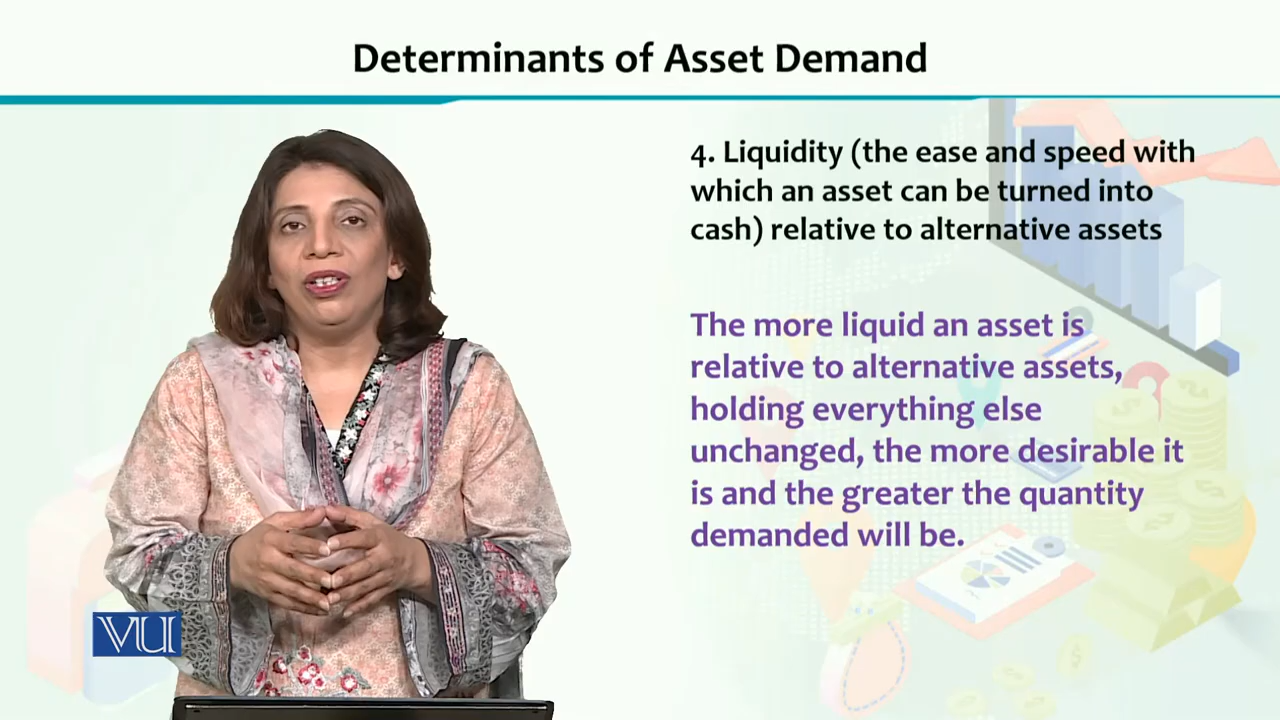 Determinants of Asset Demand
4. Liquidity (the ease and speed with
which an asset can be turned into
cash) relative to alternative assets
The more liquid an asset is
relative to alternative assets,
holding everything else
unchanged, the more desirable it
is and the greater the quantity
demanded will be.
VU